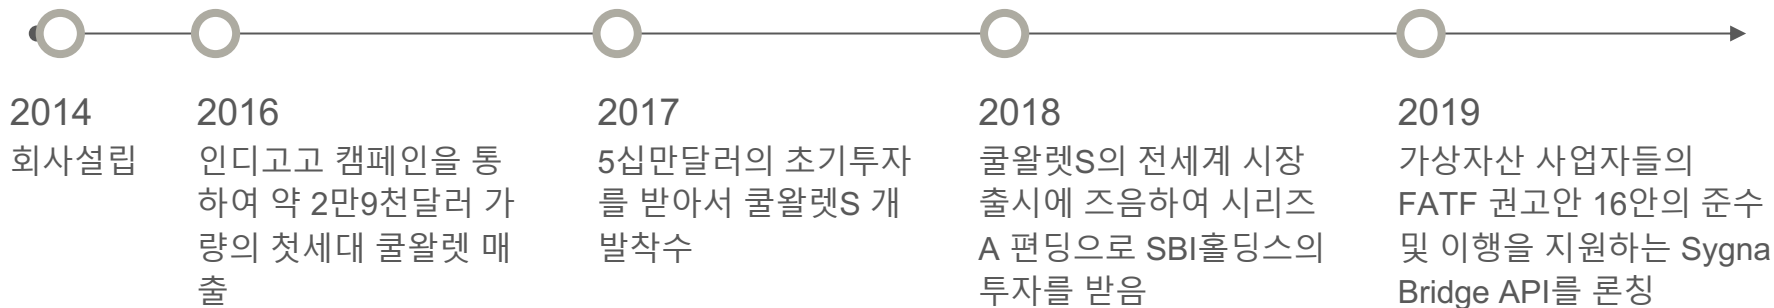 2014
회사설립
2016
인디고고 캠페인을 통
하여 약 2만9천달러 가
량의 첫세대 쿨왈렛 매
출
2017
5십만달러의 초기투자
를 받아서 쿨왈렛S 개
발착수
2018
쿨왈렛S의 전세계 시장
출시에 즈음하여 시리즈
A 펀딩으로 SBI홀딩스의
투자를 받음
2019
가상자산 사업자들의
FATF 권고안 16안의 준수
및 이행을 지원하는 Sygna
Bridge API를 론칭